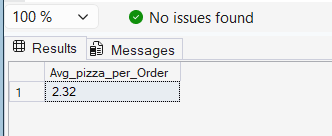 100 %
No issues found
Results
Messages
Avg_pizza_per_Order
1
2.32